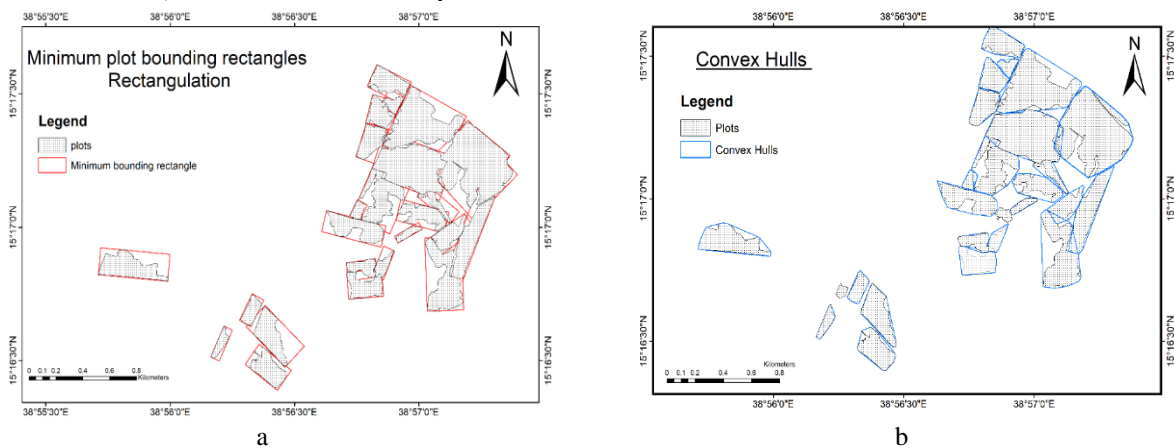 38°55'30"E 38°56'0"E 38°56'30"E 38°57'0"E
Minimum plot bounding rectangles
Rectangulation
N
Legend
plots
Minimum bounding rectangle
15°17'30"N
15°17'0"N
15°16'30"N
15°17'30"N
15°17'0"N
15°16'30"N
0 0.1 0.2 0.4 0.6 0.8
Kilometers
38°55'30"E 38°56'0"E 38°56'30"E 38°57'0"E
a
38°56'0"E 38°56'30"E 38°57'0"E
Convex Hulls
N
Legend
Plots
Convex Hulls
15°17'30"N
15°17'0"N
15°16'30"N
15°17'30"N
15°17'0"N
15°16'30"N
Kilometers
0 0.1 0.2 0.4 0.6 0.8
38°56'0"E 38°56'30"E 38°57'0"E
b